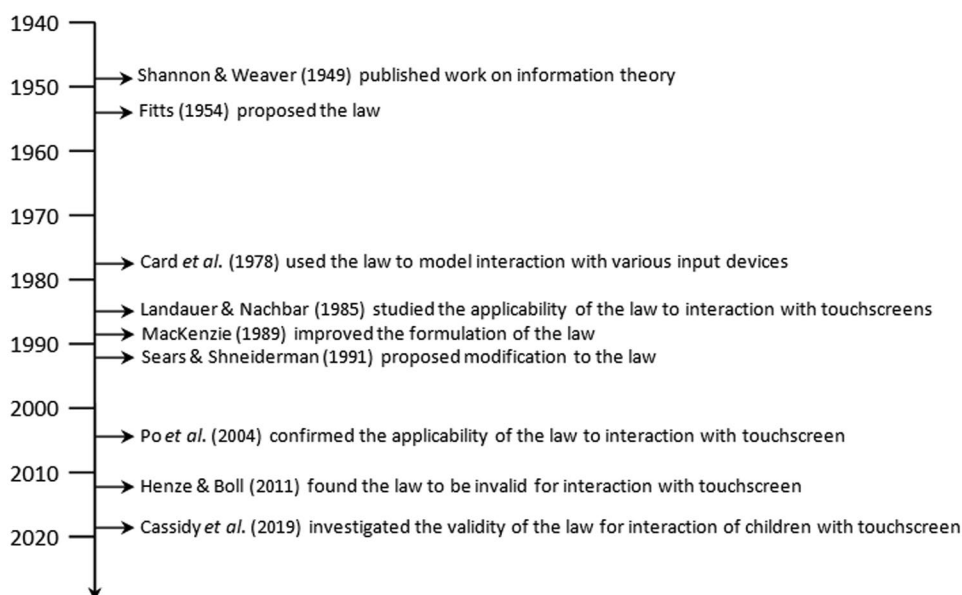 1940
Shannon & Weaver (1949) published work on information theory
1950
Fitts (1954) proposed the law
1960
1970
Card et al. (1978) used the law to model interaction with various input devices
1980
Landauer & Nachbar (1985) studied the applicability of the law to interaction with touchscreens
MacKenzie (1989) improved the formulation of the law
1990
Sears & Shneiderman (1991) proposed modification to the law
2000
Po et al. (2004) confirmed the applicability of the law to interaction with touchscreen
2010
Henze & Boll (2011) found the law to be invalid for interaction with touchscreen
Cassidy et al. (2019) investigated the validity of the law for interaction of children with touchscreen
2020